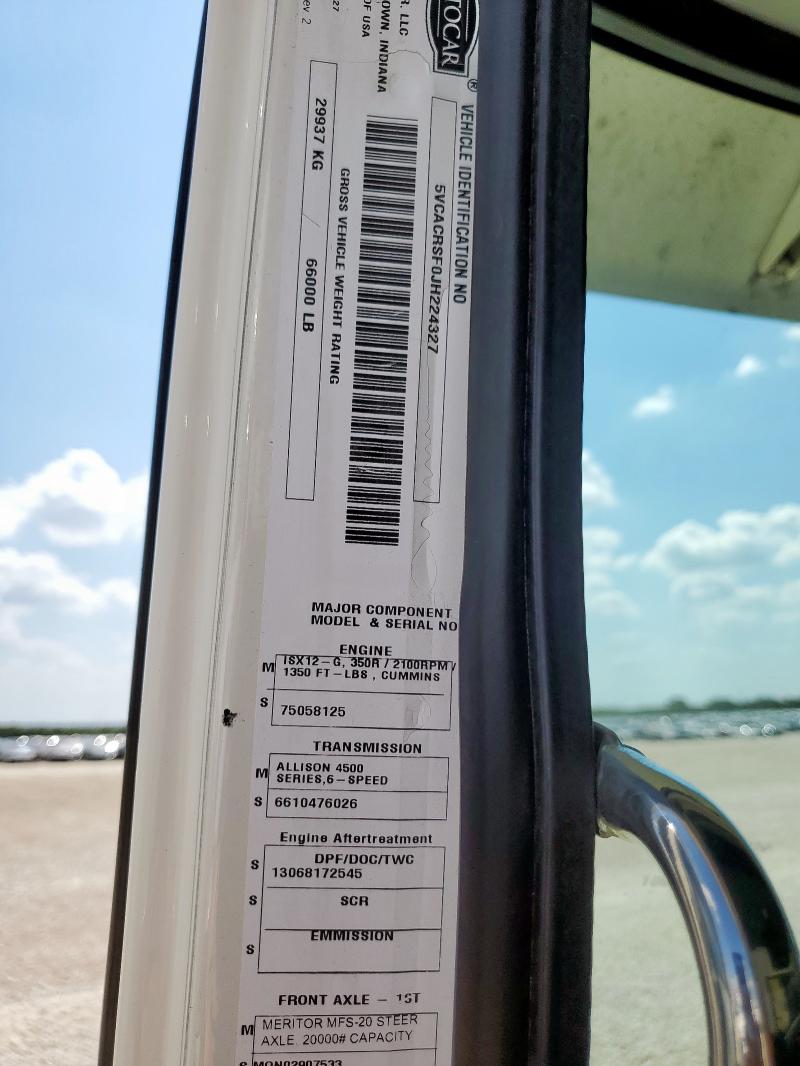 TOCAR
®
R, LLC
OWN, INDIANA
OF USA
27
ev 2
VEHICLE IDENTIFICATION NO
5VCACRSF0JH224327
GROSS VEHICLE WEIGHT RATING
29937 KG / 66000 LB
MAJOR COMPONENT
MODEL & SERIAL NO
ENGINE
M ISX12-G, 350R / 2100RPM /
1350 FT-LBS , CUMMINS
S 75058125
TRANSMISSION
M ALLISON 4500
SERIES,6-SPEED
S 6610476026
Engine Aftertreatment
DPF/DOC/TWC
S 13068172545
S SCR
EMMISSION
S
FRONT AXLE - 1ST
M MERITOR MFS-20 STEER
AXLE, 20000# CAPACITY
S MON02907533